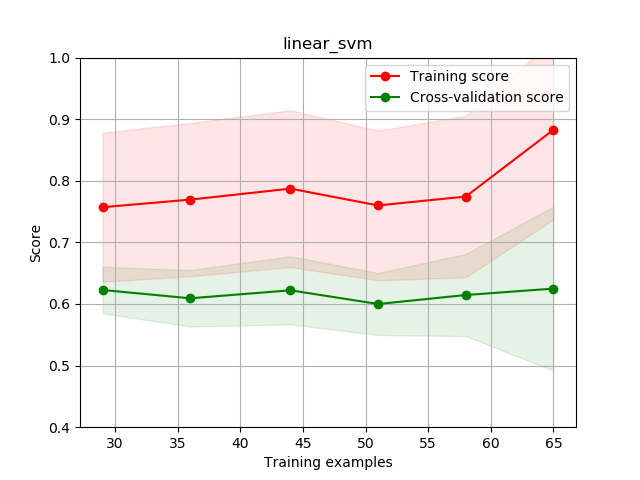 linear_svm
1.0
0.9
0.8
0.7
0.6
0.5
0.4
Score
Training score
Cross-validation score
30 35 40 45 50 55 60 65
Training examples